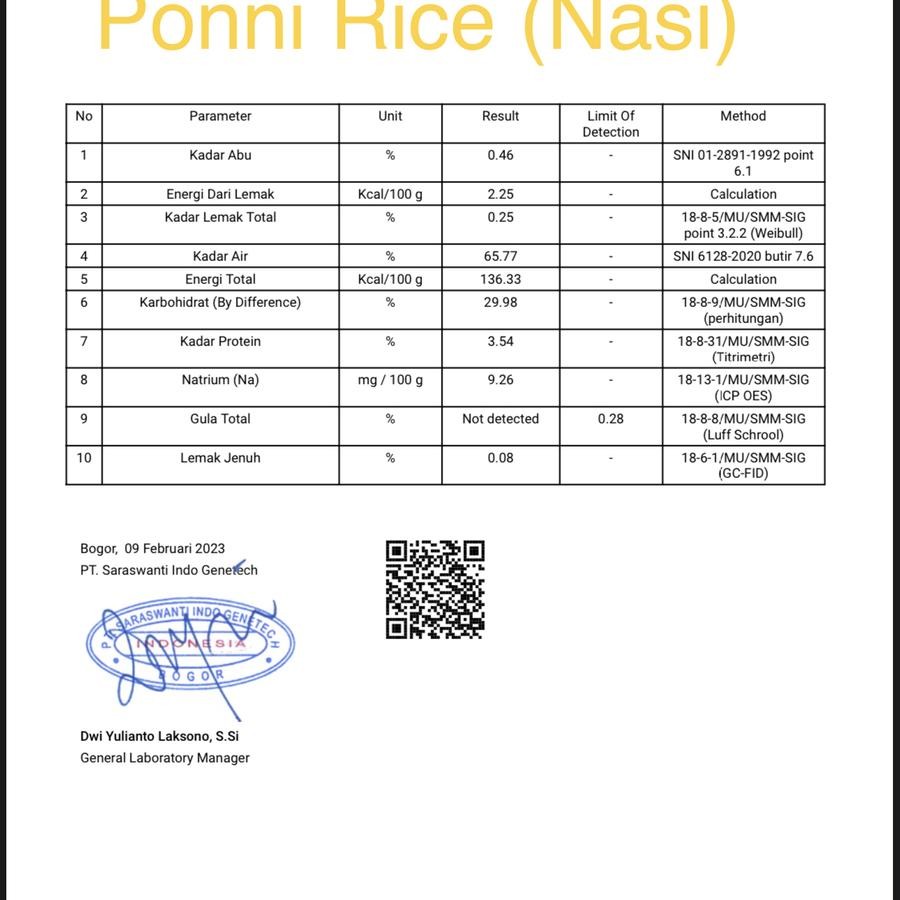 Ponni Rice (Nasi)
No Parameter Unit Result Limit Of Detection Method
1 Kadar Abu % 0.46 - SNI 01-2891-1992 point 6.1
2 Energi Dari Lemak Kcal/100 g 2.25 - Calculation
3 Kadar Lemak Total % 0.25 - 18-8-5/MU/SMM-SIG point 3.2.2 (Weibull)
4 Kadar Air % 65.77 - SNI 6128-2020 butir 7.6
5 Energi Total Kcal/100 g 136.33 - Calculation
6 Karbohidrat (By Difference) % 29.98 - 18-8-9/MU/SMM-SIG (perhitungan)
7 Kadar Protein % 3.54 - 18-8-31/MU/SMM-SIG (Titrimetri)
8 Natrium (Na) mg / 100 g 9.26 - 18-13-1/MU/SMM-SIG (ICP OES)
9 Gula Total % Not detected 0.28 18-8-8/MU/SMM-SIG (Luff Schrool)
10 Lemak Jenuh % 0.08 - 18-6-1/MU/SMM-SIG (GC-FID)
Bogor, 09 Februari 2023
PT. Saraswanti Indo Genetech
PT. SARASWANTI INDO GENETECH
INDONESIA
BOGOR
Dwi Yulianto Laksono, S.Si
General Laboratory Manager